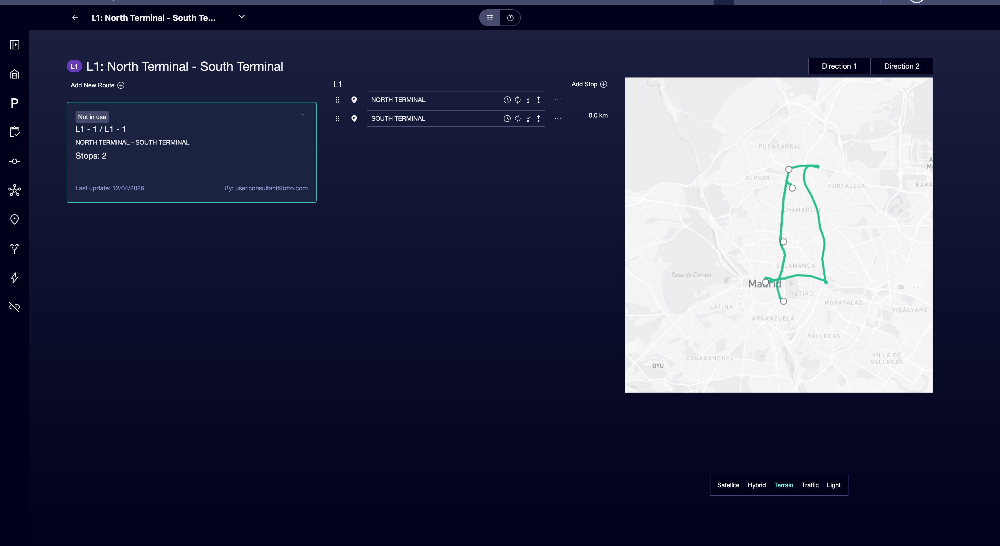 L1: North Terminal - South Te...
L1 L1: North Terminal - South Terminal
Direction 1
Direction 2
Add New Route
L1
Add Stop
NORTH TERMINAL
SOUTH TERMINAL
0.0 km
Not in use
L1 - 1 / L1 - 1
NORTH TERMINAL - SOUTH TERMINAL
Stops: 2
Last update: 12/04/2026
By: user.consultant@otto.com
P
FUENCARRAL
EL PILAR
HORTALEZA
BARA
CHAMARTÍN
SALAMANCA
Casa de Campo
Madrid
RETIRO
MORATALAZ
LATINA
VICÁLVARO
ARGANZUELA
VALLECAS
CARABANCHEL
VILLA DE
VALLECAS
QYU
Satellite
Hybrid
Terrain
Traffic
Light